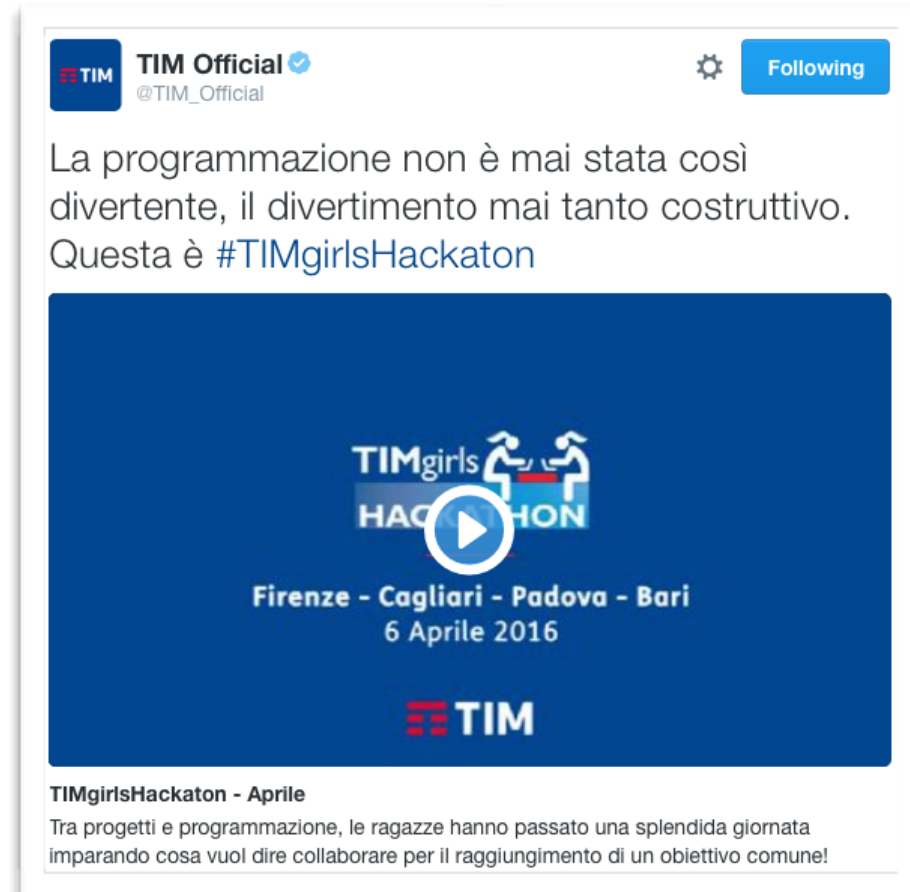 TIM
TIM Official
@TIM_Official
Following
La programmazione non è mai stata così
divertente, il divertimento mai tanto costruttivo.
Questa è #TIMgirlsHackaton
TIMgirls
HACKATHON
Firenze - Cagliari - Padova - Bari
6 Aprile 2016
TIM
TIMgirlsHackaton - Aprile
Tra progetti e programmazione, le ragazze hanno passato una splendida giornata
imparando cosa vuol dire collaborare per il raggiungimento di un obiettivo comune!